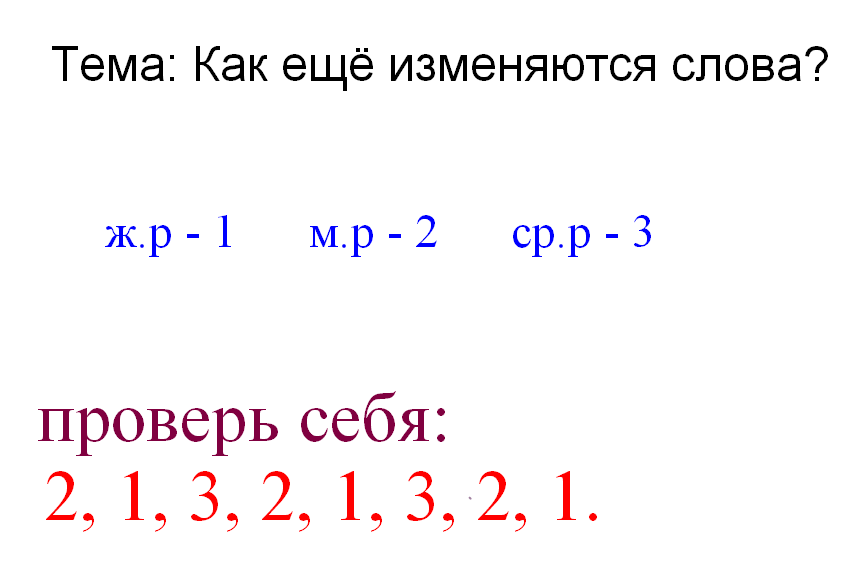 Тема: Как ещё изменяются слова?
ж.р - 1 м.р - 2 ср.р - 3
проверь себя:
2, 1, 3, 2, 1, 3, 2, 1.